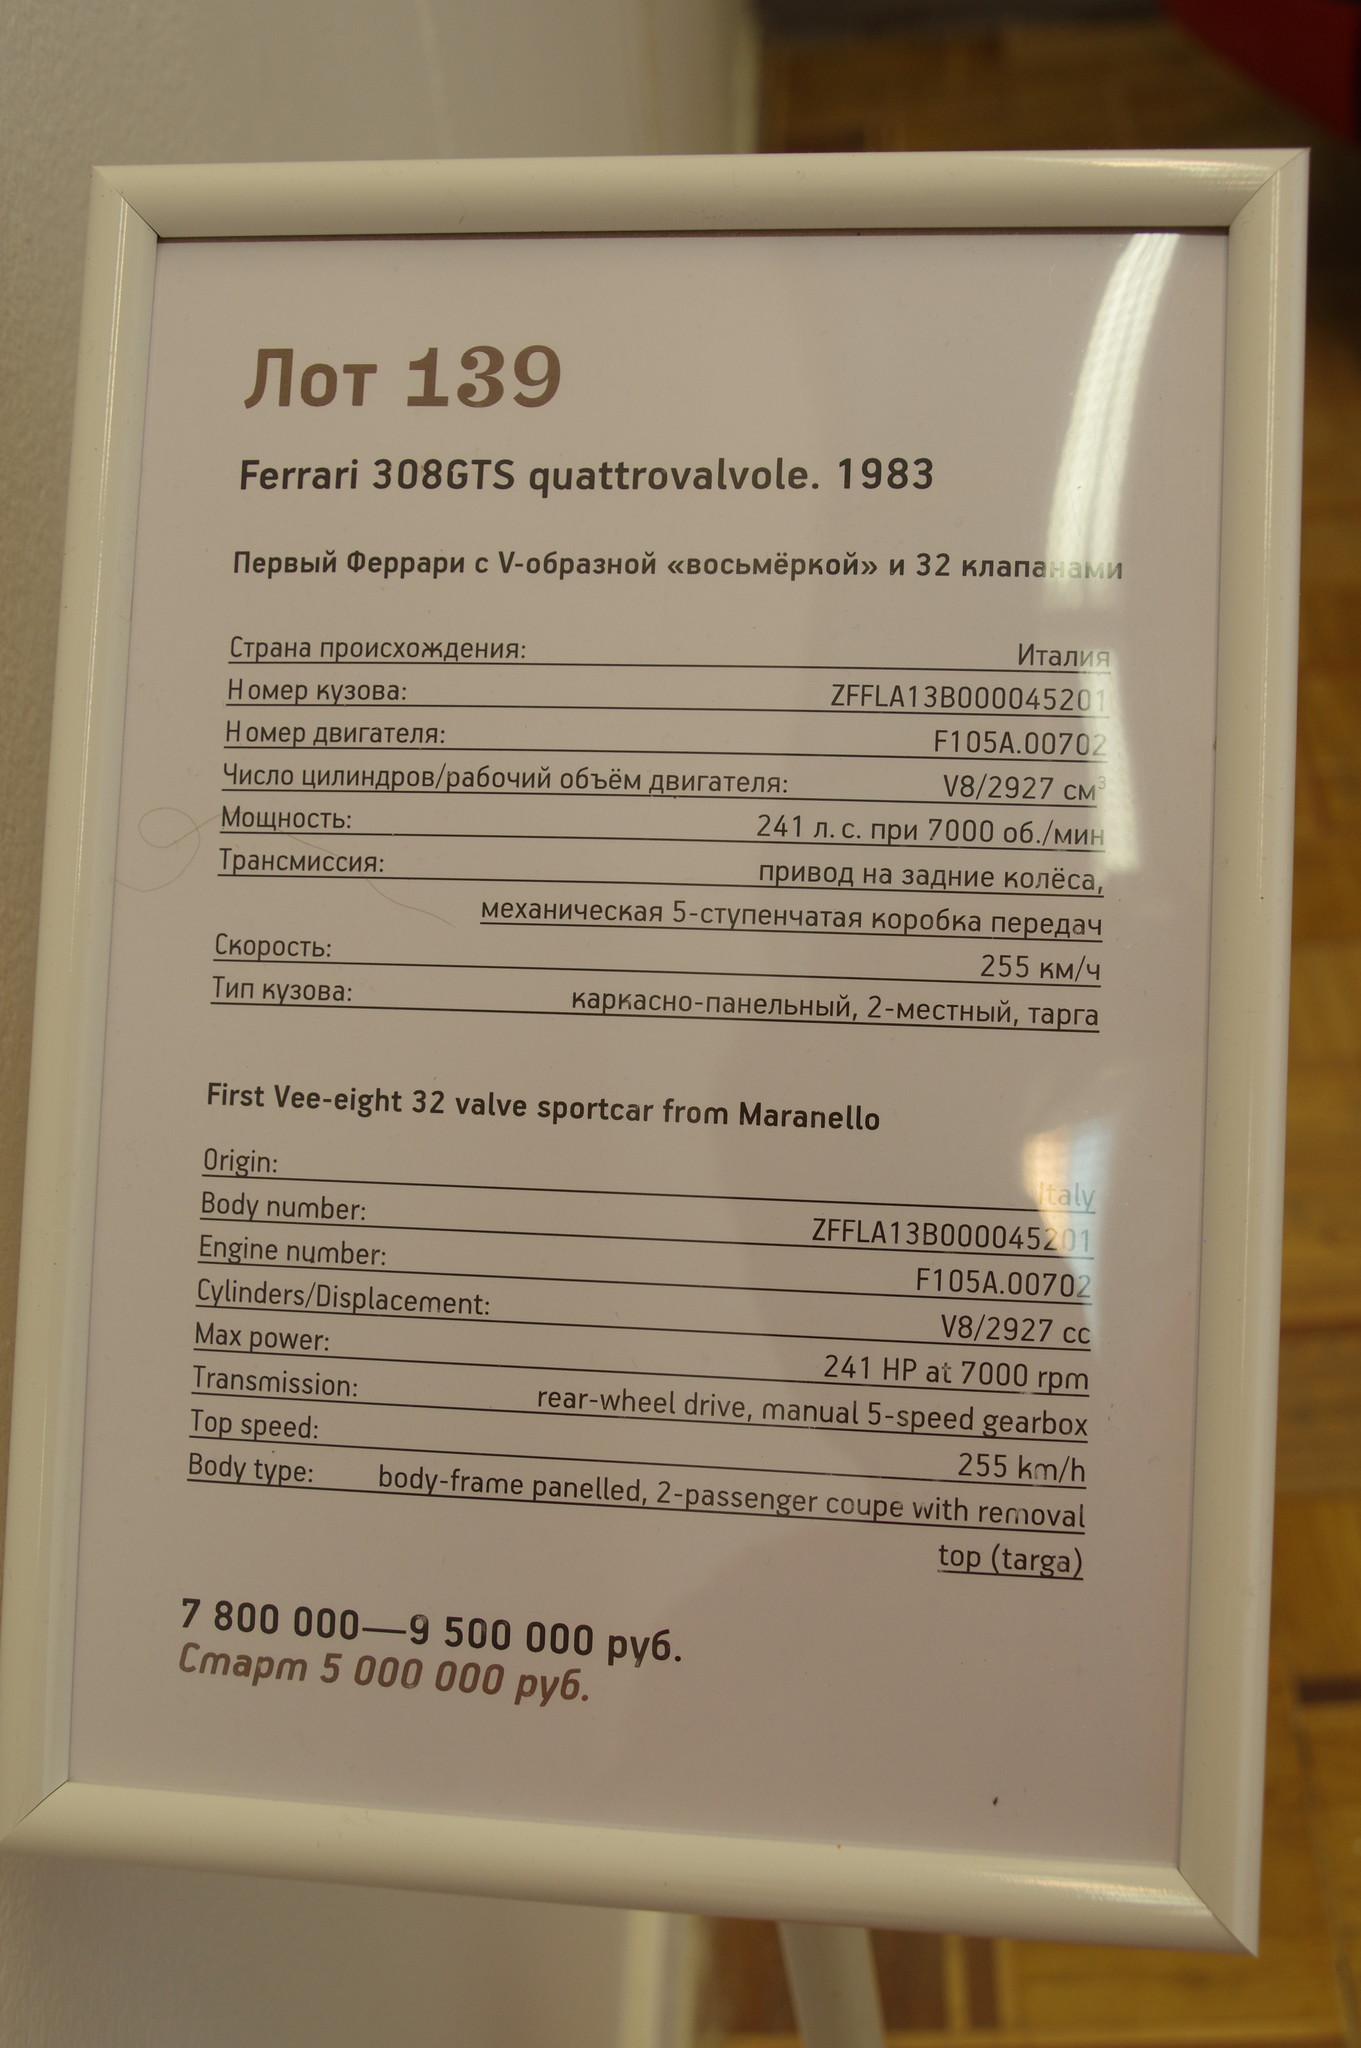 Лот 139
Ferrari 308GTS quattrovalvole. 1983
Первый Феррари с V-образной «восьмёркой» и 32 клапанами
Страна происхождения: Италия
Номер кузова: ZFFLA13B000045201
Номер двигателя: F105A.00702
Число цилиндров/рабочий объём двигателя: V8/2927 см³
Мощность: 241 л. с. при 7000 об./мин
Трансмиссия: привод на задние колёса,
механическая 5-ступенчатая коробка передач
Скорость: 255 км/ч
Тип кузова: каркасно-панельный, 2-местный, тарга
First Vee-eight 32 valve sportcar from Maranello
Origin: Italy
Body number: ZFFLA13B000045201
Engine number: F105A.00702
Cylinders/Displacement: V8/2927 cc
Max power: 241 HP at 7000 rpm
Transmission: rear-wheel drive, manual 5-speed gearbox
Top speed: 255 km/h
Body type: body-frame panelled, 2-passenger coupe with removal
top (targa)
7 800 000—9 500 000 руб.
Старт 5 000 000 руб.